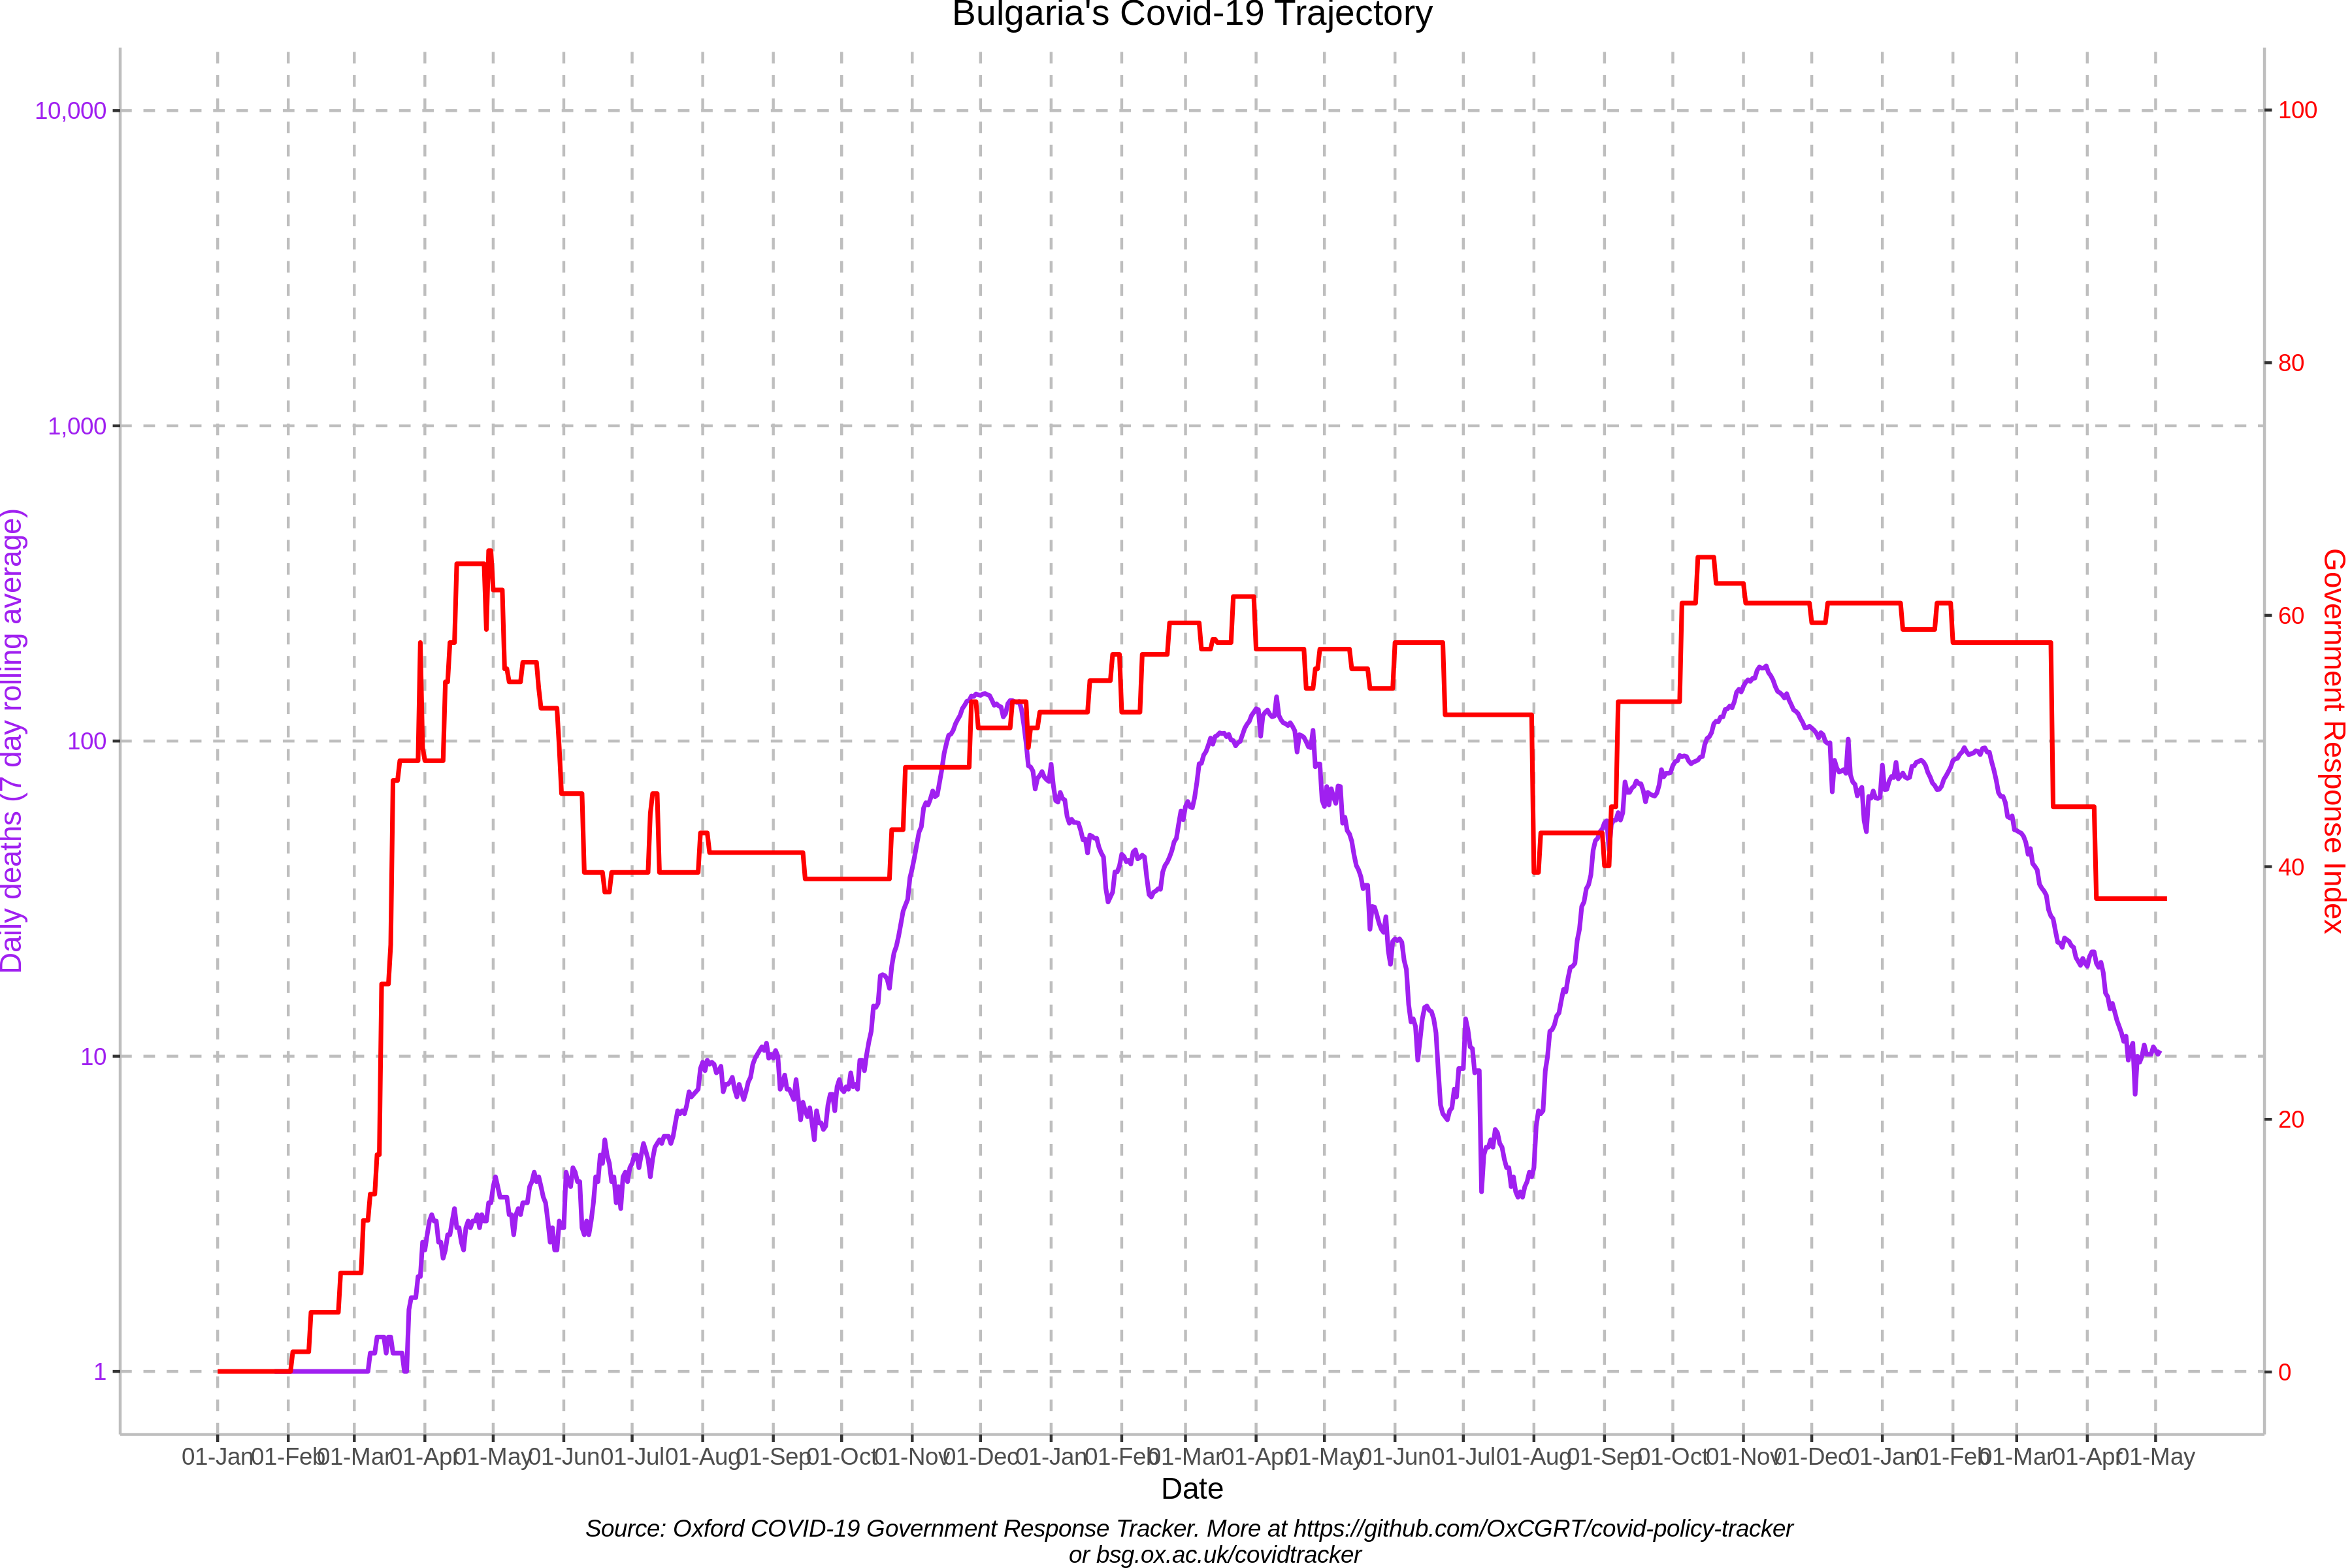 Bulgaria's Covid-19 Trajectory
10,000
1,000
100
10
1
Daily deaths (7 day rolling average)
100
80
60
40
20
0
Government Response Index
01-Jan 01-Feb 01-Mar 01-Apr 01-May 01-Jun 01-Jul 01-Aug 01-Sep 01-Oct 01-Nov 01-Dec 01-Jan 01-Feb 01-Mar 01-Apr 01-May 01-Jun 01-Jul 01-Aug 01-Sep 01-Oct 01-Nov 01-Dec 01-Jan 01-Feb 01-Mar 01-Apr 01-May
Date
Source: Oxford COVID-19 Government Response Tracker. More at https://github.com/OxCGRT/covid-policy-tracker
or bsg.ox.ac.uk/covidtracker